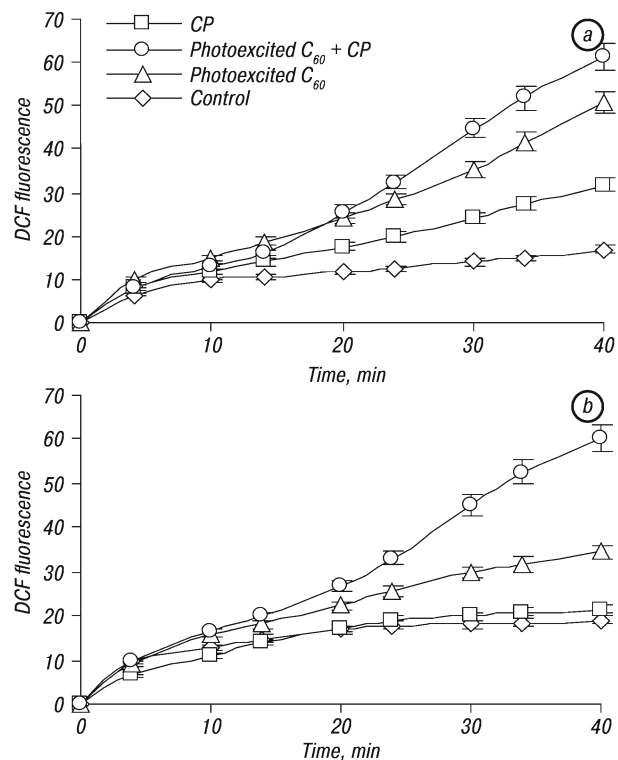 70
60
50
40
30
20
10
0
DCF fluorescence
CP
Photoexcited C60 + CP
Photoexcited C60
Control
a
0 10 20 30 40
Time, min
70
60
50
40
30
20
10
0
DCF fluorescence
b
0 10 20 30 40
Time, min